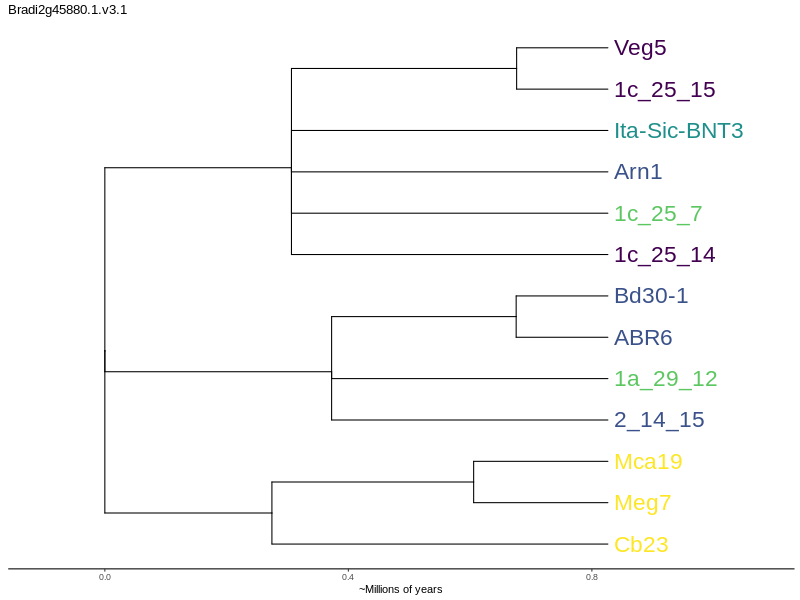 Bradi2g45880.1.v3.1
Veg5
1c_25_15
Ita-Sic-BNT3
Arn1
1c_25_7
1c_25_14
Bd30-1
ABR6
1a_29_12
2_14_15
Mca19
Meg7
Cb23
0.0 0.4 0.8
~Millions of years